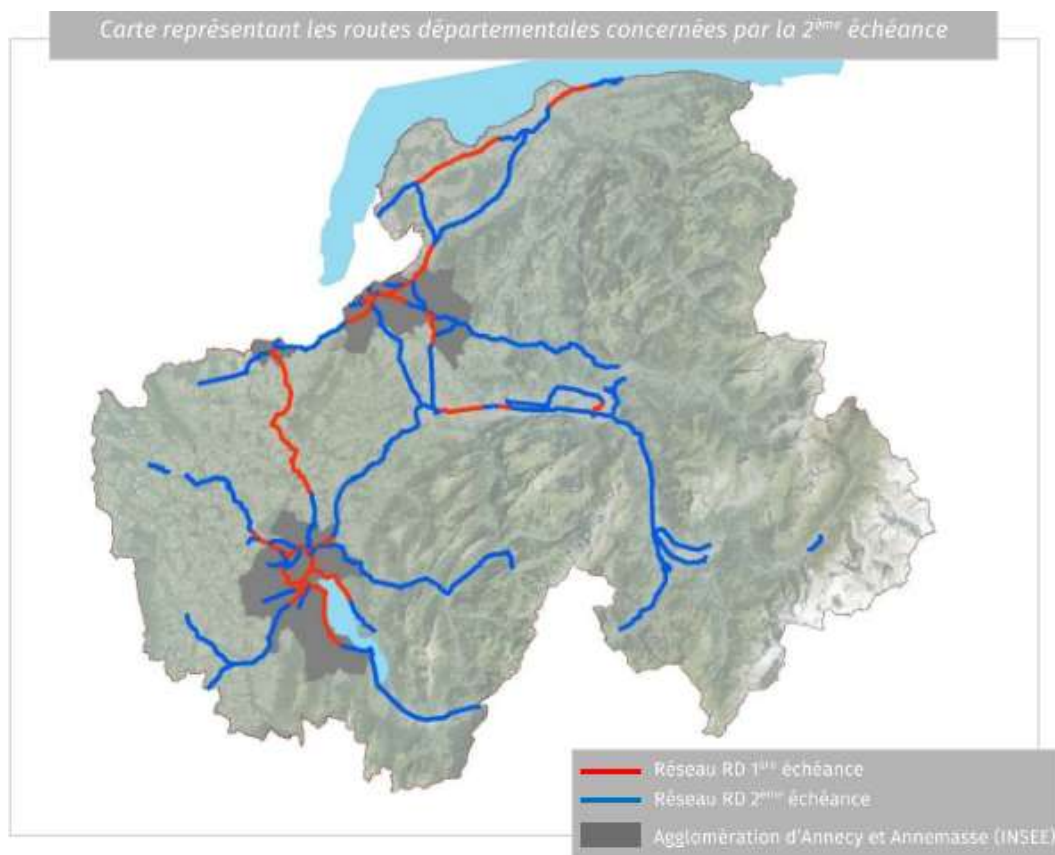 Carte représentant les routes départementales concernées par la 2ème échéance
Réseau RD 1ère échéance
Réseau RD 2ème échéance
Agglomération d'Annecy et Annemasse (INSEE)